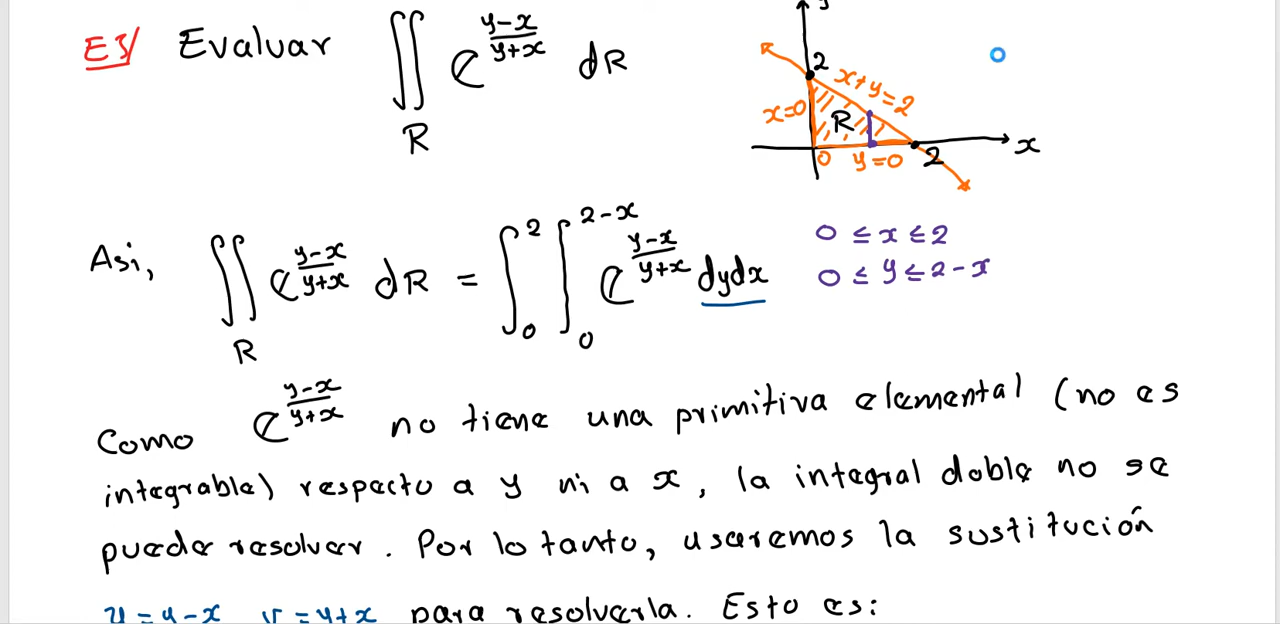 E3/ Evaluar ∬_R e^((y-x)/(y+x)) dR
2
x+y=2
x=0
R
0 y=0 2 x
Asi, ∬_R e^((y-x)/(y+x)) dR = ∫_0^2 ∫_0^(2-x) e^((y-x)/(y+x)) dydx
0 ≤ x ≤ 2
0 ≤ y ≤ 2-x
Como e^((y-x)/(y+x)) no tiene una primitiva elemental (no es
integrable) respecto a y ni a x, la integral doble no se
puede resolver. Por lo tanto, usaremos la sustitución
u = y-x v = y+x para resolverla. Esto es: